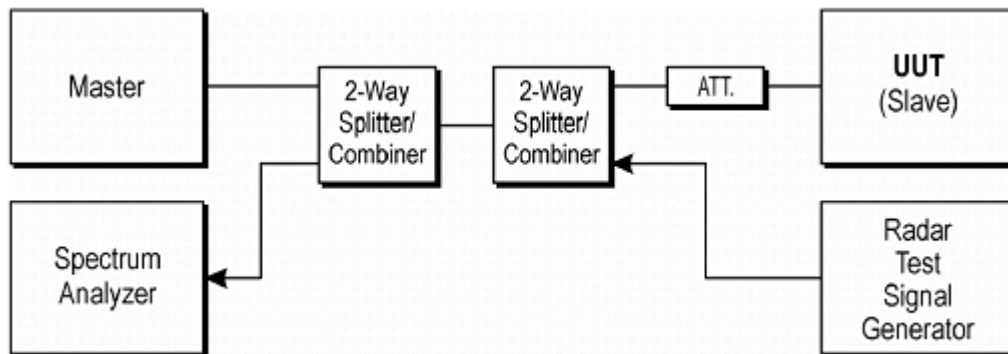 Master
2-Way
Splitter/
Combiner
2-Way
Splitter/
Combiner
ATT.
UUT
(Slave)
Spectrum
Analyzer
Radar
Test
Signal
Generator